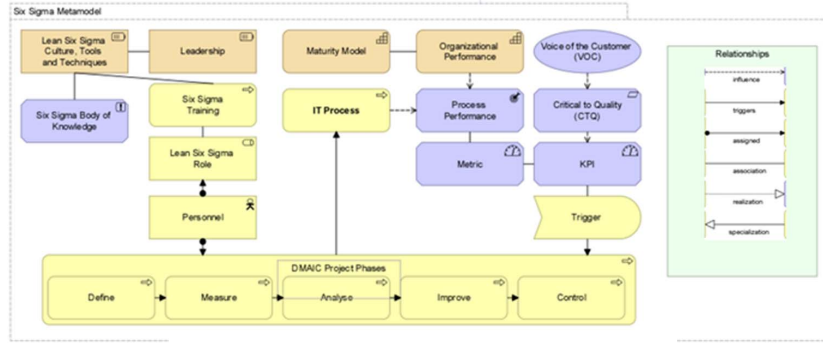 Six Sigma Metamodel
Lean Six Sigma
Culture, Tools
and Techniques
Leadership
Maturity Model
Organizational
Performance
Voice of the Customer
(VOC)
Relationships
Six Sigma Body of
Knowledge
Six Sigma
Training
IT Process
Process
Performance
Critical to Quality
(CTQ)
influence
triggers
assigned
association
realization
specialization
Lean Six Sigma
Role
Metric
KPI
Personnel
Trigger
DMAIC Project Phases
Define
Measure
Analyse
Improve
Control